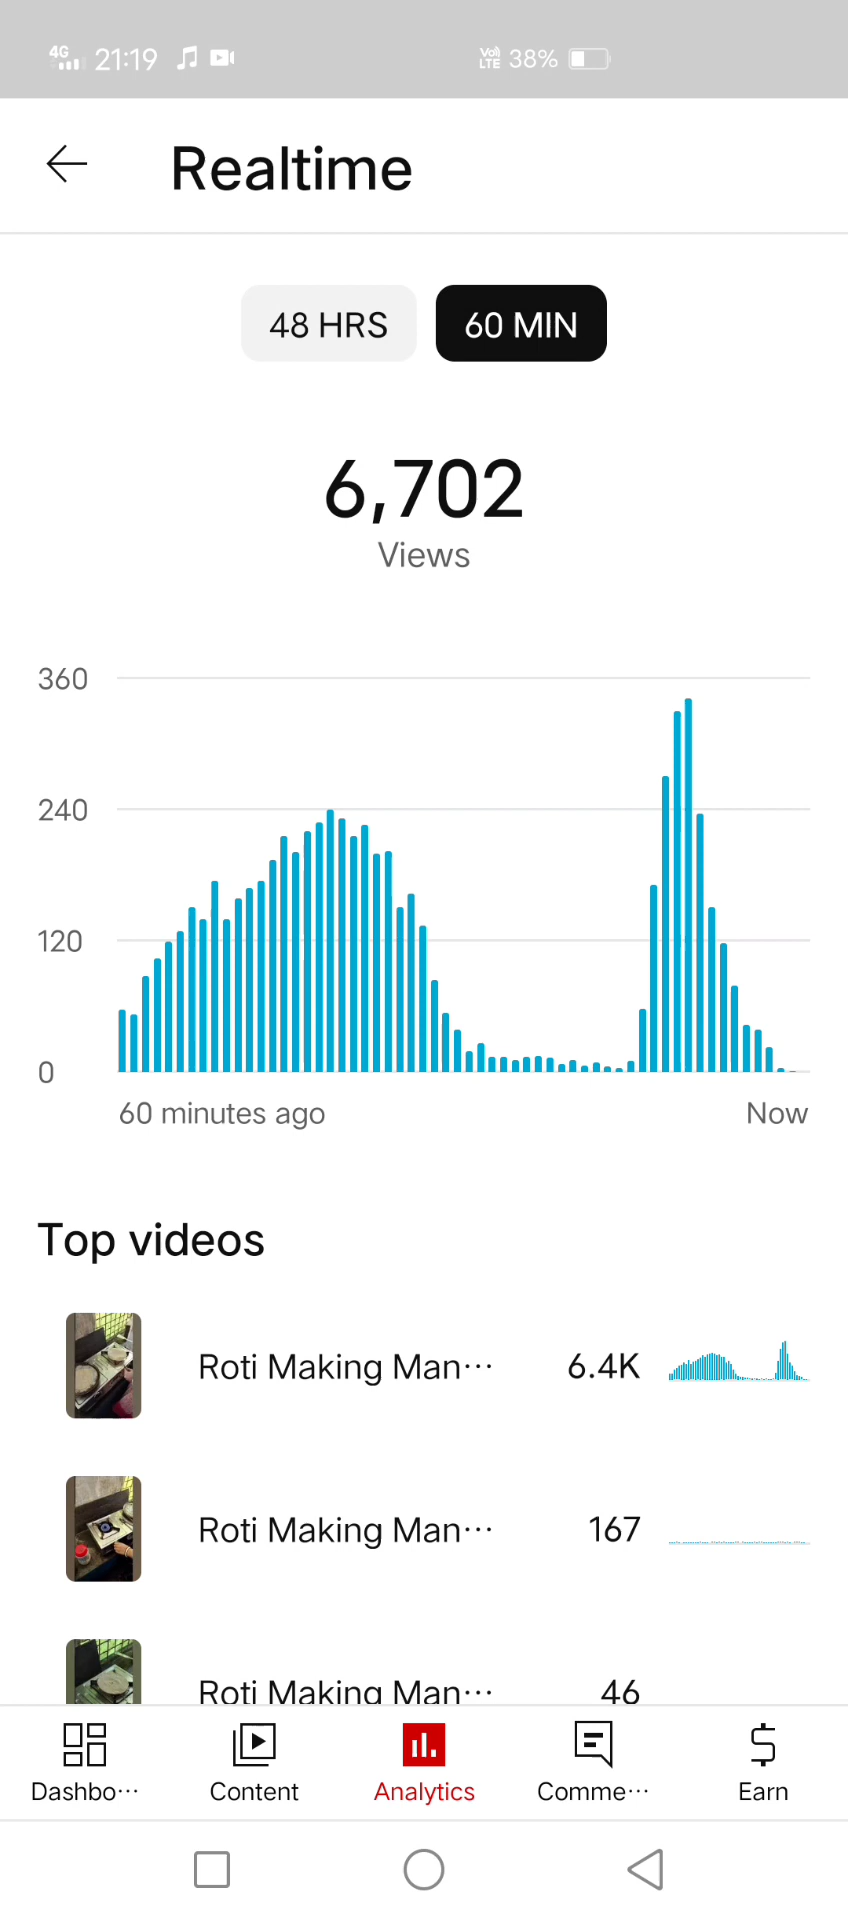 4G 21:19 Vo) LTE 38%
Realtime
48 HRS 60 MIN
6,702
Views
360
240
120
0
60 minutes ago Now
Top videos
Roti Making Man··· 6.4K
Roti Making Man··· 167
Roti Making Man··· 46
Dashbo··· Content Analytics Comme··· Earn